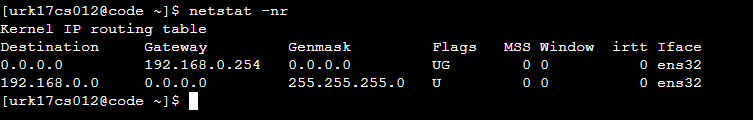 [urk17cs012@code ~]$ netstat -nr
Kernel IP routing table
Destination     Gateway         Genmask         Flags   MSS Window  irtt Iface
0.0.0.0         192.168.0.254   0.0.0.0         UG        0 0          0 ens32
192.168.0.0     0.0.0.0         255.255.255.0   U         0 0          0 ens32
[urk17cs012@code ~]$